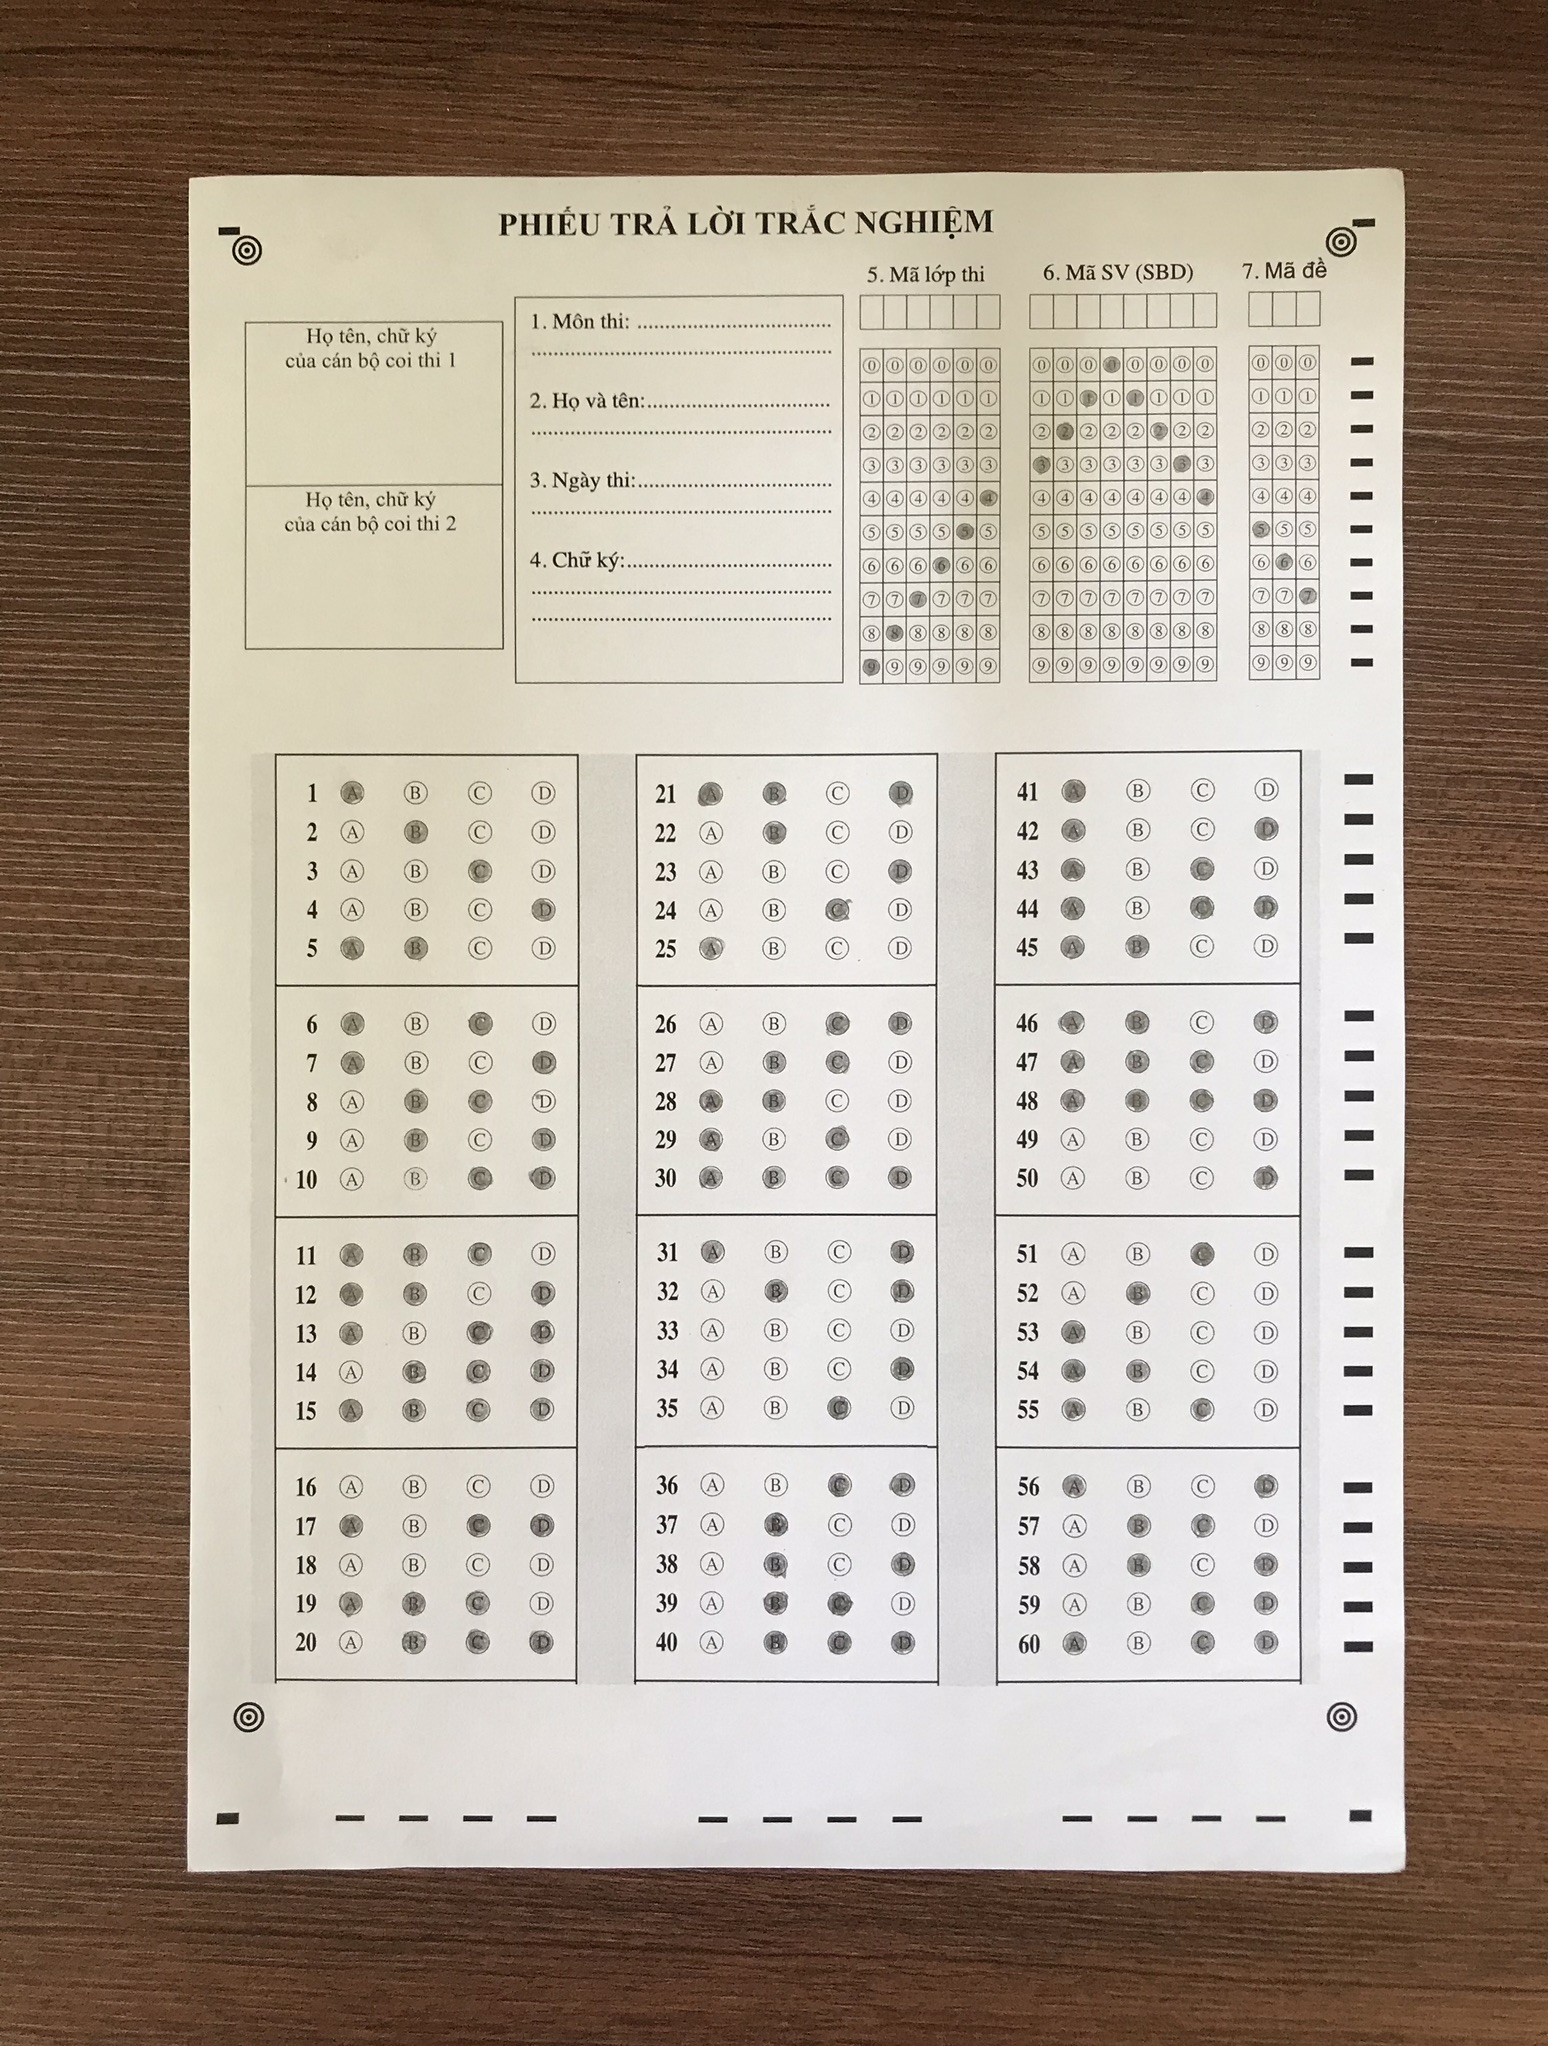 PHIẾU TRẢ LỜI TRẮC NGHIỆM
5. Mã lớp thi 6. Mã SV (SBD) 7. Mã đề
Họ tên, chữ ký
của cán bộ coi thi 1
Họ tên, chữ ký
của cán bộ coi thi 2
1. Môn thi: ....................................
2. Họ và tên:....................................
3. Ngày thi:....................................
4. Chữ ký:....................................
0 0 0 0 0 0 0 0 0 0 0 0 0 0 0 0 0
1 1 1 1 1 1 1 1 1 1 1 1 1 1 1 1 1
2 2 2 2 2 2 2 2 2 2 2 2 2 2 2 2 2
3 3 3 3 3 3 3 3 3 3 3 3 3 3 3 3 3
4 4 4 4 4 4 4 4 4 4 4 4 4 4 4 4 4
5 5 5 5 5 5 5 5 5 5 5 5 5 5 5 5 5
6 6 6 6 6 6 6 6 6 6 6 6 6 6 6 6 6
7 7 7 7 7 7 7 7 7 7 7 7 7 7 7 7 7
8 8 8 8 8 8 8 8 8 8 8 8 8 8 8 8 8
9 9 9 9 9 9 9 9 9 9 9 9 9 9 9 9 9
1 A B C D
2 A B C D
3 A B C D
4 A B C D
5 A B C D
6 A B C D
7 A B C D
8 A B C D
9 A B C D
10 A B C D
11 A B C D
12 A B C D
13 A B C D
14 A B C D
15 A B C D
16 A B C D
17 A B C D
18 A B C D
19 A B C D
20 A B C D
21 A B C D
22 A B C D
23 A B C D
24 A B C D
25 A B C D
26 A B C D
27 A B C D
28 A B C D
29 A B C D
30 A B C D
31 A B C D
32 A B C D
33 A B C D
34 A B C D
35 A B C D
36 A B C D
37 A B C D
38 A B C D
39 A B C D
40 A B C D
41 A B C D
42 A B C D
43 A B C D
44 A B C D
45 A B C D
46 A B C D
47 A B C D
48 A B C D
49 A B C D
50 A B C D
51 A B C D
52 A B C D
53 A B C D
54 A B C D
55 A B C D
56 A B C D
57 A B C D
58 A B C D
59 A B C D
60 A B C D